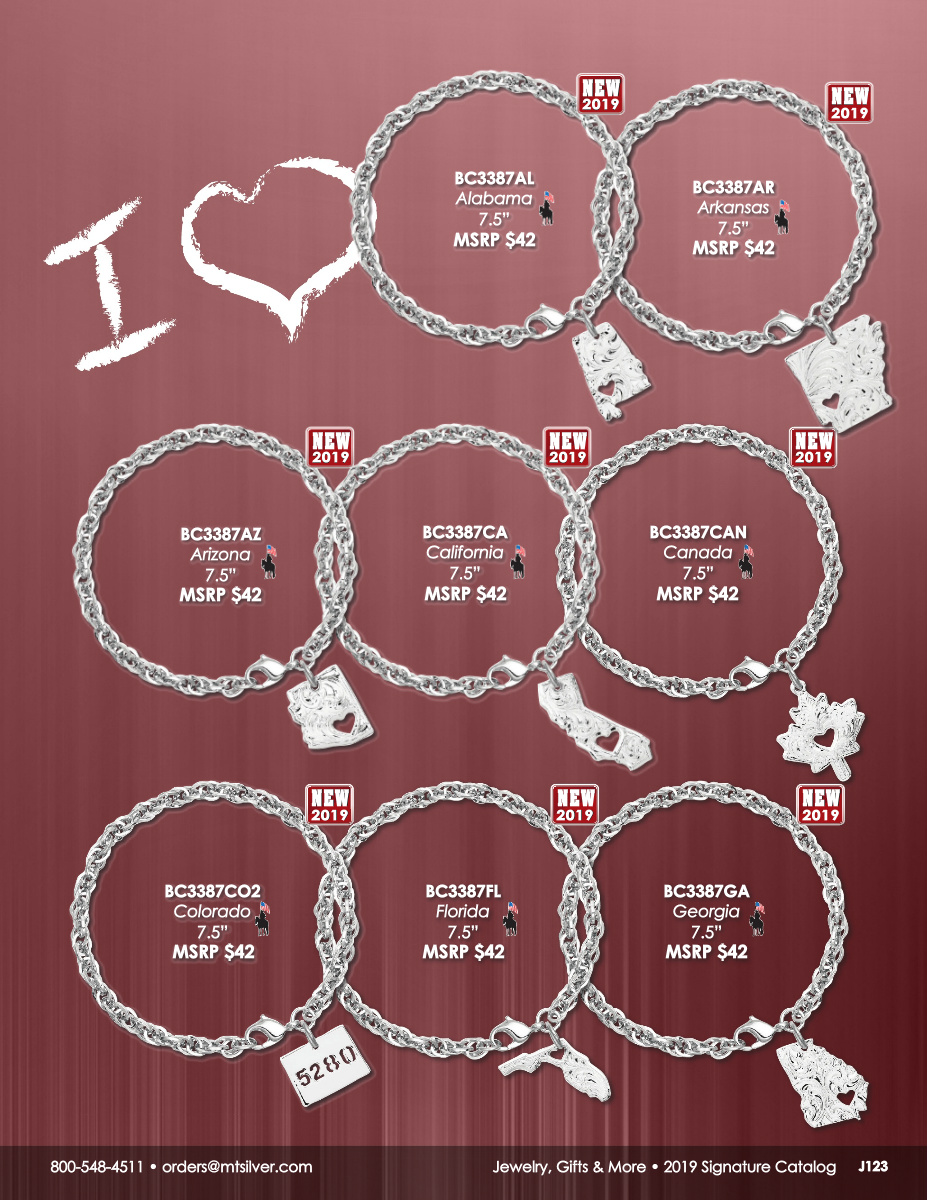 I
NEW
2019
BC3387AL
Alabama
7.5"
MSRP $42
NEW
2019
BC3387AR
Arkansas
7.5"
MSRP $42
NEW
2019
BC3387AZ
Arizona
7.5"
MSRP $42
NEW
2019
BC3387CA
California
7.5"
MSRP $42
NEW
2019
BC3387CAN
Canada
7.5"
MSRP $42
NEW
2019
BC3387CO2
Colorado
7.5"
MSRP $42
5280
NEW
2019
BC3387FL
Florida
7.5"
MSRP $42
NEW
2019
BC3387GA
Georgia
7.5"
MSRP $42
800-548-4511 • orders@mtsilver.com
Jewelry, Gifts & More • 2019 Signature Catalog J123